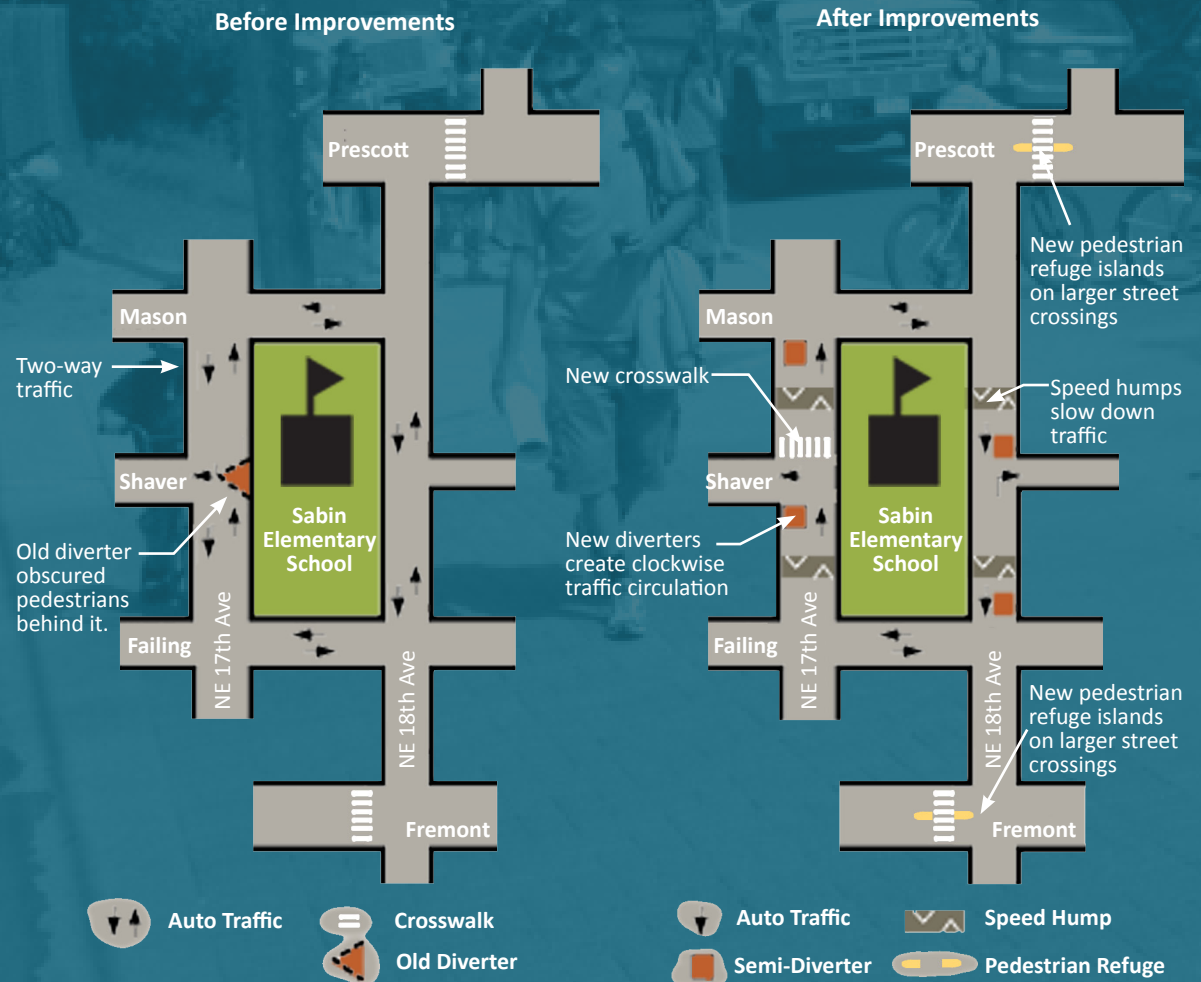 Before Improvements
Prescott
Mason
Two-way
traffic
Shaver
Sabin
Elementary
School
Old diverter
obscured
pedestrians
behind it.
Failing
NE 17th Ave
NE 18th Ave
Fremont
Auto Traffic
Crosswalk
Old Diverter
After Improvements
Prescott
New pedestrian
refuge islands
on larger street
crossings
Mason
New crosswalk
Speed humps
slow down
traffic
Shaver
Sabin
Elementary
School
New diverters
create clockwise
traffic circulation
Failing
NE 17th Ave
NE 18th Ave
New pedestrian
refuge islands
on larger street
crossings
Fremont
Auto Traffic
Speed Hump
Semi-Diverter
Pedestrian Refuge